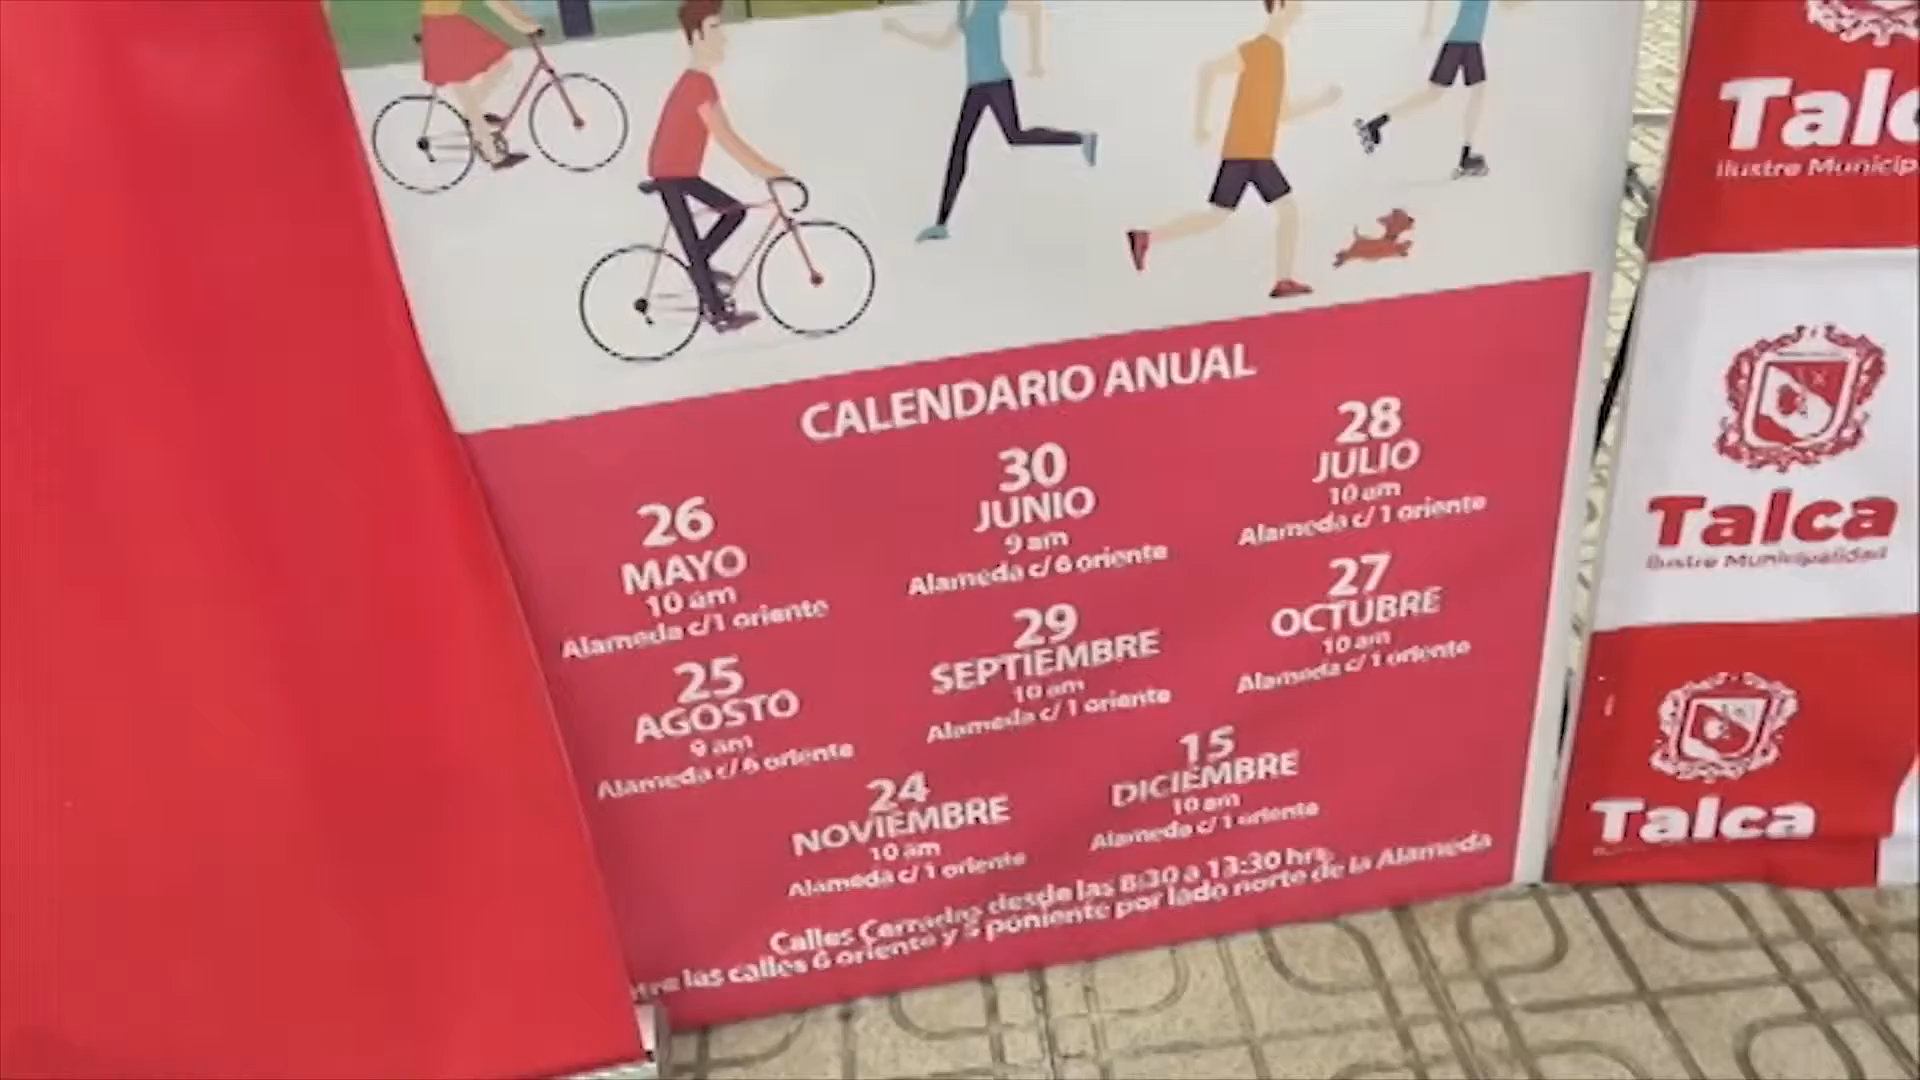 CALENDARIO ANUAL
26
MAYO
10 am
Alameda c/1 oriente
30
JUNIO
9 am
Alameda c/ 6 oriente
28
JULIO
10 am
Alameda c/ 1 oriente
25
AGOSTO
9 am
Alameda c/ 6 oriente
29
SEPTIEMBRE
10 am
Alameda c/ 1 oriente
27
OCTUBRE
10 am
Alameda c/ 1 oriente
24
NOVIEMBRE
10 am
Alameda c/ 1 oriente
15
DICIEMBRE
10 am
Alameda c/ 1 oriente
Calles Cerradas desde las 8:30 a 13:30 hrs.
las calles 6 oriente y 5 poniente por lado norte de la Alameda
Talc
Ilustre Municip
Talca
Ilustre Municipalidad
Talca